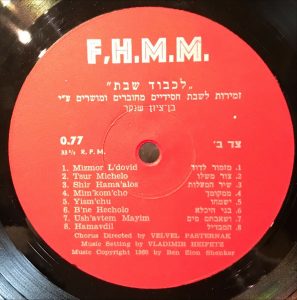 F.H.M.M.
"לכבוד שבת"
זמירות לשבת חסידיים מחוברים ומושרים ע"י
בן־ציון שנקר
0.77
צד ב׳
33⅓ R.P.M.
1. Mizmor L'dovid
1. מזמור לדוד
2. Tsur Michelo
2. צור משלו
3. Shir Hama'alos
3. שיר המעלות
4. Mim'kom'cho
4. ממקומך
5. Yism'chu
5. ישמחו
6. B'ne Hecholo
6. בני היכלא
7. Ush'avtem Mayim
7. ושאבתם מים
8. Hamavdil
8. המבדיל
Chorus Directed by VELVEL PASTERNAK
Music Setting by VLADIMIR HEIFETZ
Music Copyright 1960 by Ben Sion Shenker